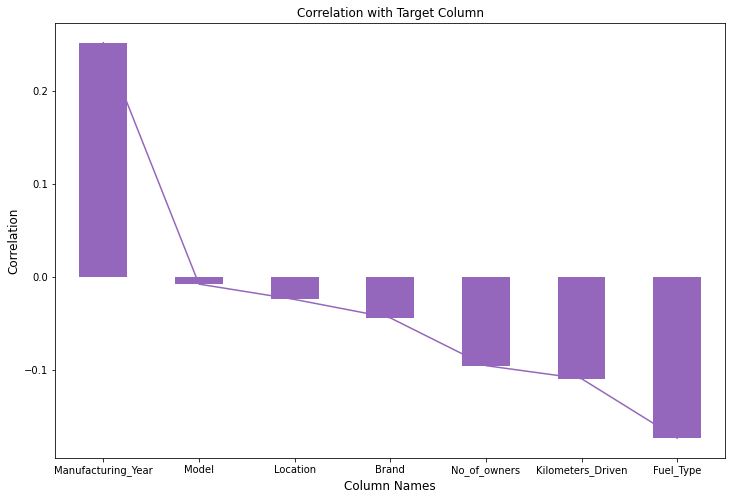 Correlation with Target Column
Correlation
0.2
0.1
0.0
−0.1
Manufacturing_Year Model Location Brand No_of_owners Kilometers_Driven Fuel_Type
Column Names